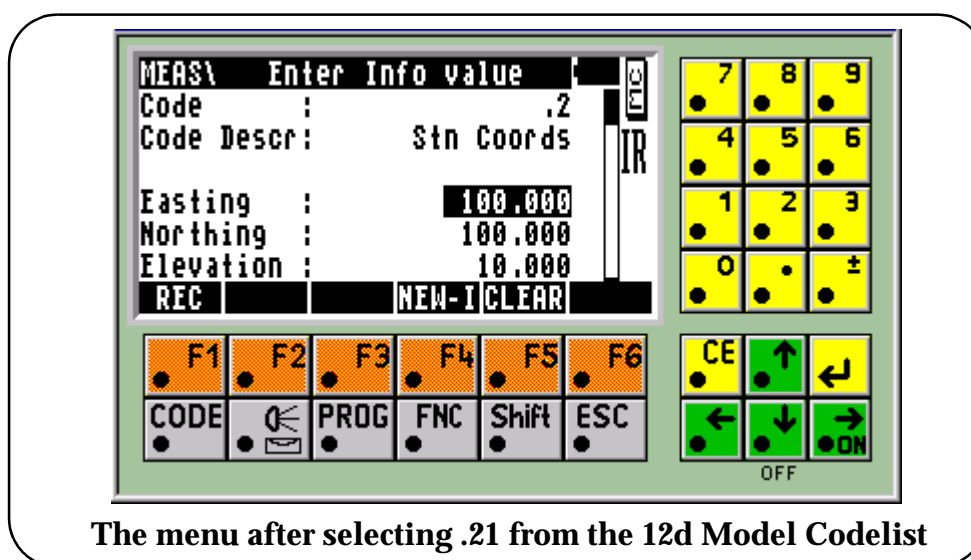 MEAS\ Enter Info value
MC
Code : .2
IR
Code Descr: Stn Coords
Easting : 100.000
Northing : 100.000
Elevation : 10.000
REC NEW-I CLEAR
7 8 9
4 5 6
1 2 3
0 . ±
F1 F2 F3 F4 F5 F6
CE
CODE PROG FNC Shift ESC
ON
OFF
The menu after selecting .21 from the 12d Model Codelist